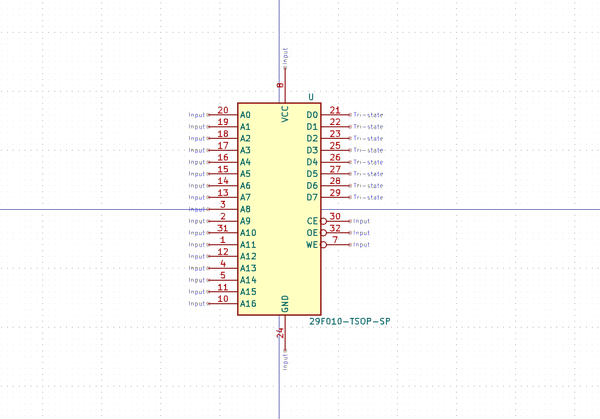 Input
8
U
VCC
Input 20 A0 D0 21 Tri-state
Input 19 A1 D1 22 Tri-state
Input 18 A2 D2 23 Tri-state
Input 17 A3 D3 25 Tri-state
Input 16 A4 D4 26 Tri-state
Input 15 A5 D5 27 Tri-state
Input 14 A6 D6 28 Tri-state
Input 13 A7 D7 29 Tri-state
Input 3 A8
Input 2 A9 CE 30 Input
Input 31 A10 OE 32 Input
Input 1 A11 WE 7 Input
Input 12 A12
Input 4 A13
Input 5 A14
Input 11 A15
Input 10 A16
GND
29F010-TSOP-SP
24
Input